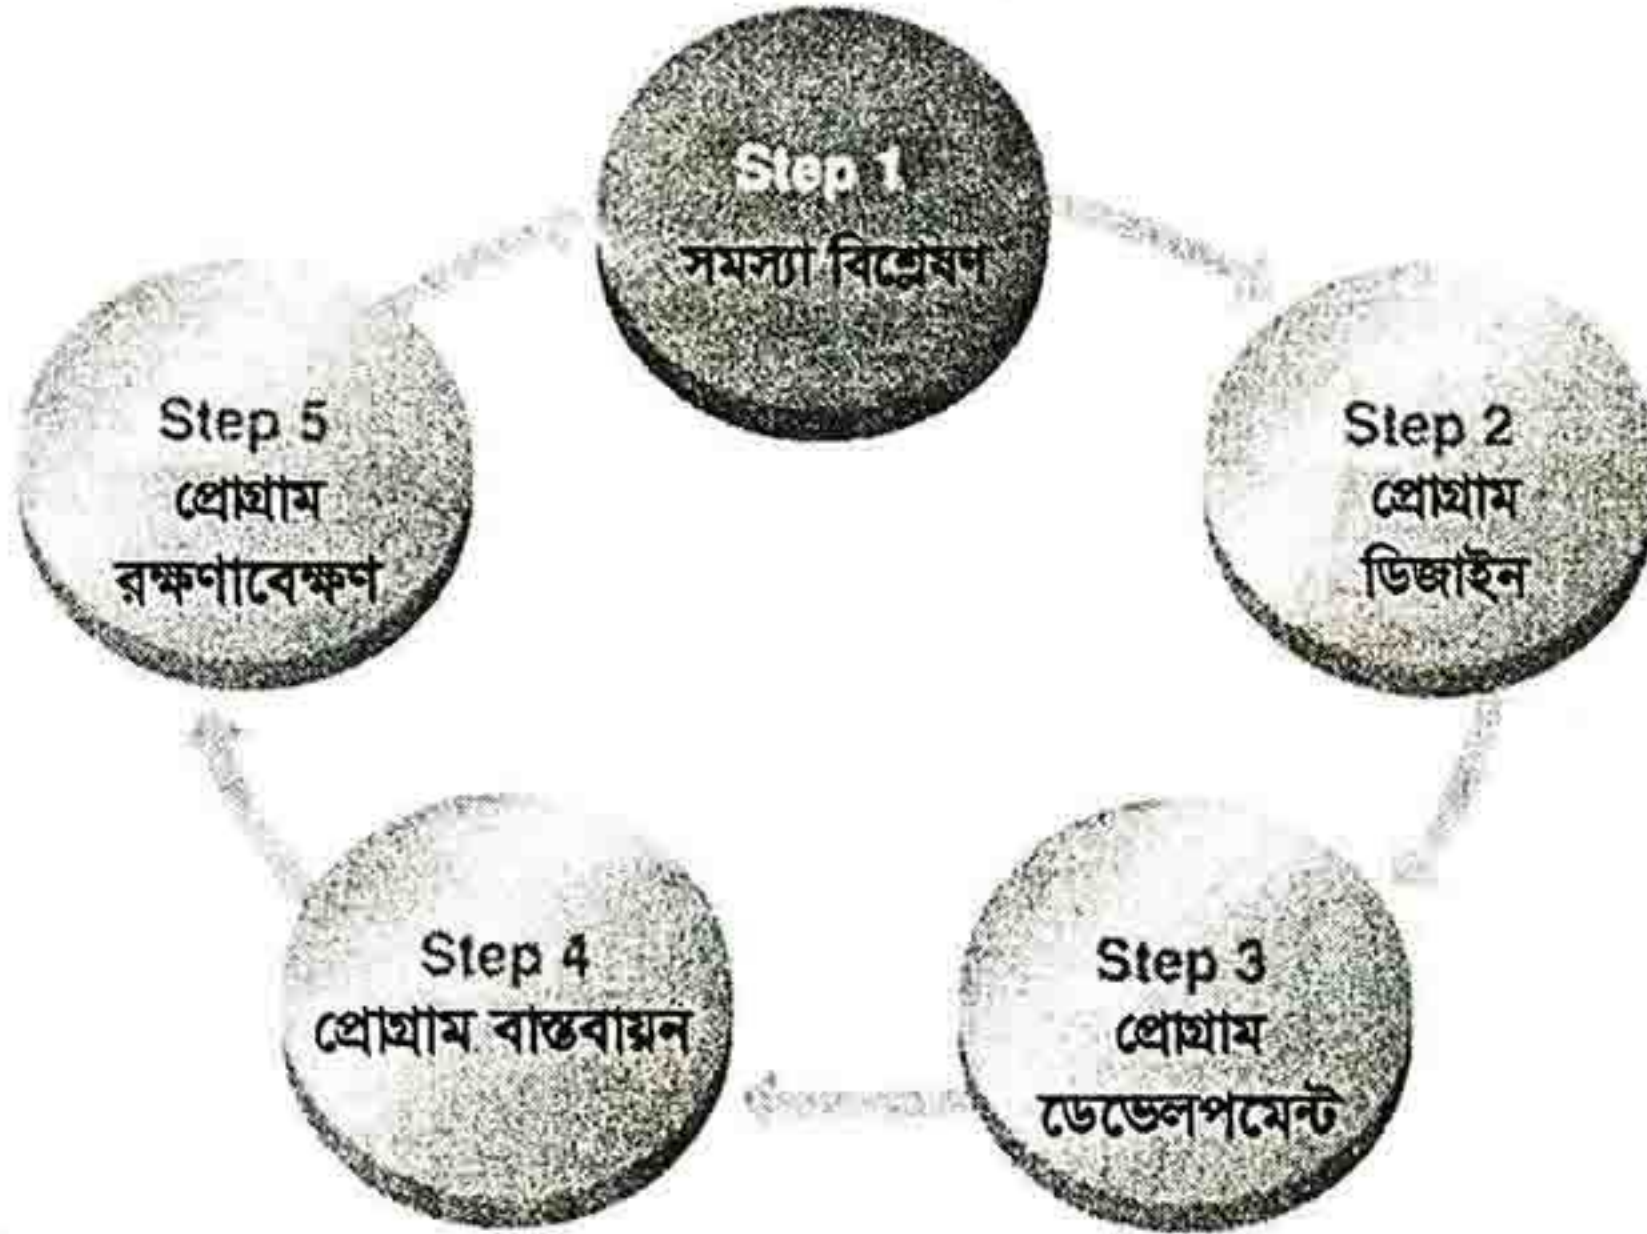 Step 1
সমস্যা বিশ্লেষণ
Step 2
প্রোগ্রাম
ডিজাইন
Step 3
প্রোগ্রাম
ডেভেলপমেন্ট
Step 4
প্রোগ্রাম বাস্তবায়ন
Step 5
প্রোগ্রাম
রক্ষণাবেক্ষণ